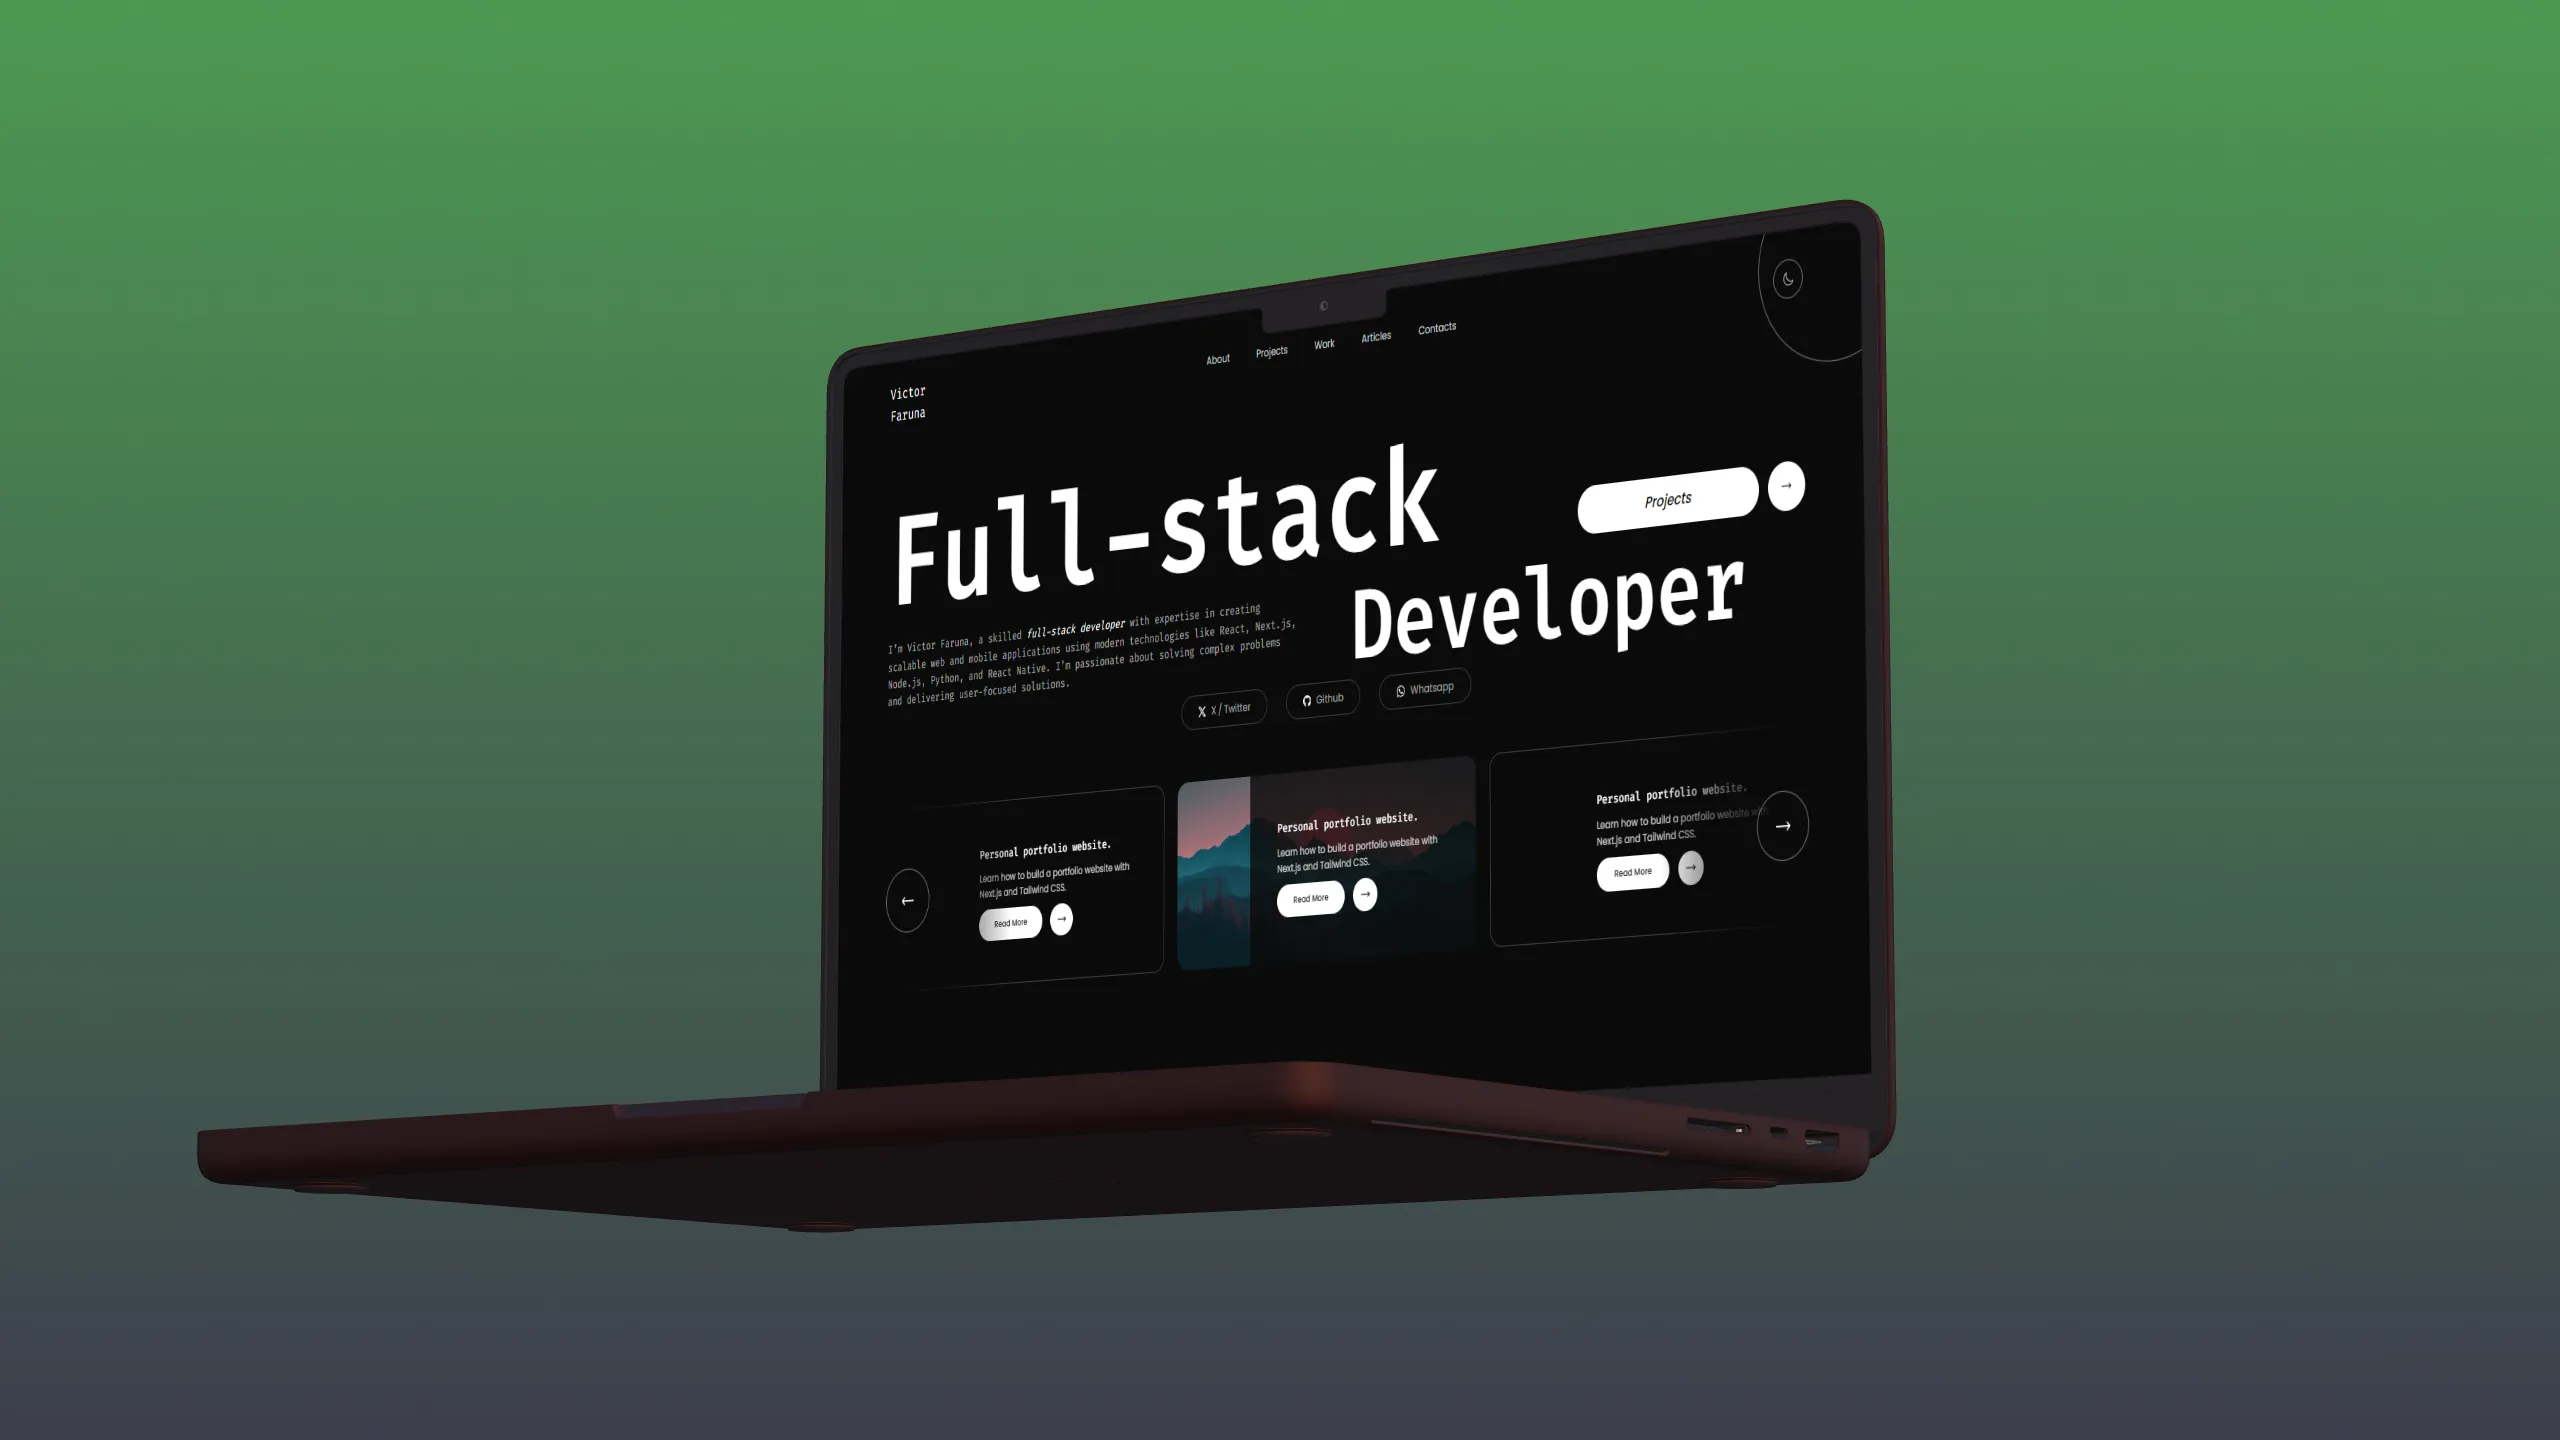 About Projects Work Articles Contacts
Victor
Faruna
Full-stack
Projects
Developer
I'm Victor Faruna, a skilled full-stack developer with expertise in creating
scalable web and mobile applications using modern technologies like React, Next.js,
Node.js, Python, and React Native. I'm passionate about solving complex problems
and delivering user-focused solutions.
X / Twitter
Github
Whatsapp
Personal portfolio website.
Learn how to build a portfolio website with
Next.js and Tailwind CSS.
Read More
Personal portfolio website.
Learn how to build a portfolio website with
Next.js and Tailwind CSS.
Read More
Personal portfolio website.
Learn how to build a portfolio website with
Next.js and Tailwind CSS.
Read More